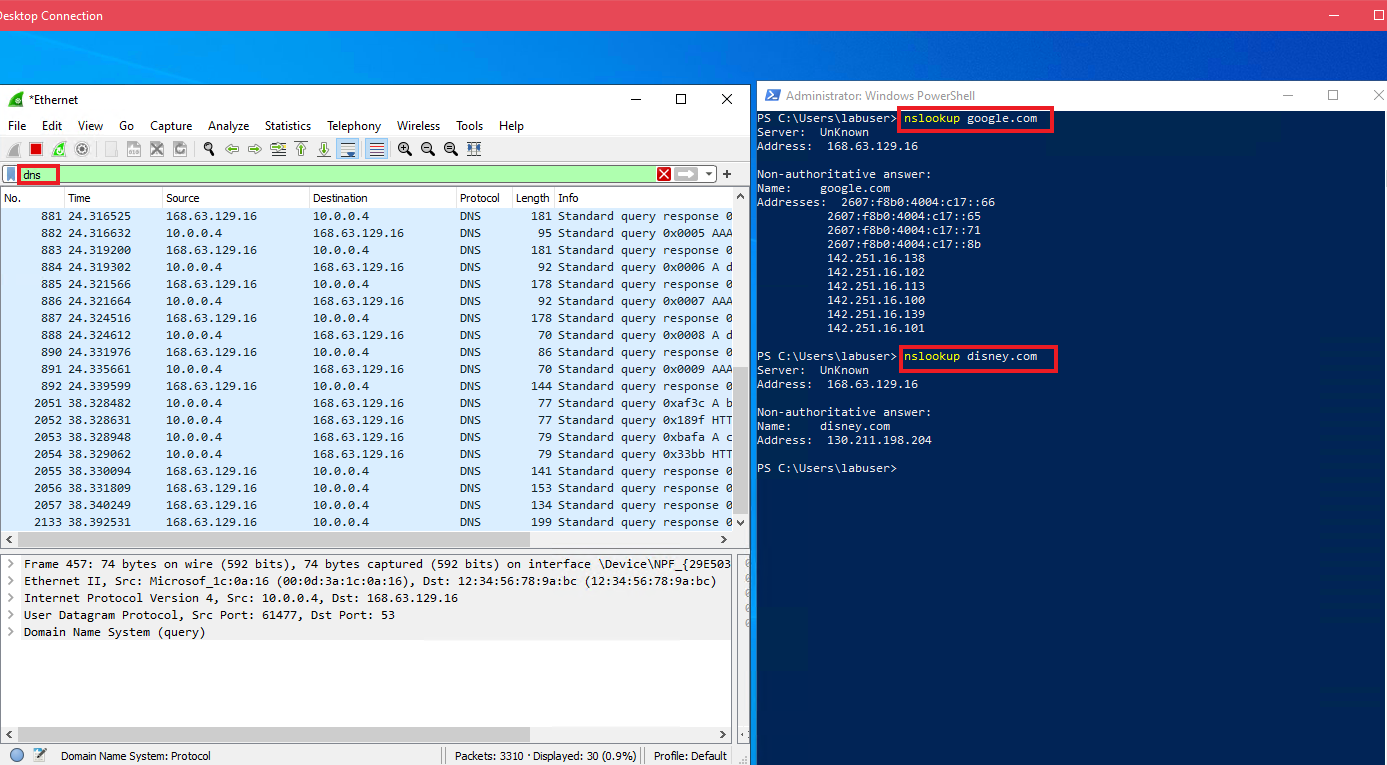 Desktop Connection
*Ethernet
File Edit View Go Capture Analyze Statistics Telephony Wireless Tools Help
dns
No. Time Source Destination Protocol Length Info
881 24.316525 168.63.129.16 10.0.0.4 DNS 181 Standard query response 0
882 24.316632 10.0.0.4 168.63.129.16 DNS 95 Standard query 0x0005 AAA
883 24.319200 168.63.129.16 10.0.0.4 DNS 181 Standard query response 0
884 24.319302 10.0.0.4 168.63.129.16 DNS 92 Standard query 0x0006 A d
885 24.321566 168.63.129.16 10.0.0.4 DNS 178 Standard query response 0
886 24.321664 10.0.0.4 168.63.129.16 DNS 92 Standard query 0x0007 AAA
887 24.324516 168.63.129.16 10.0.0.4 DNS 178 Standard query response 0
888 24.324612 10.0.0.4 168.63.129.16 DNS 70 Standard query 0x0008 A d
890 24.331976 168.63.129.16 10.0.0.4 DNS 86 Standard query response 0
891 24.335661 10.0.0.4 168.63.129.16 DNS 70 Standard query 0x0009 AAA
892 24.339599 168.63.129.16 10.0.0.4 DNS 144 Standard query response 0
2051 38.328482 10.0.0.4 168.63.129.16 DNS 77 Standard query 0xaf3c A b
2052 38.328631 10.0.0.4 168.63.129.16 DNS 77 Standard query 0x189f HTT
2053 38.328948 10.0.0.4 168.63.129.16 DNS 79 Standard query 0xbafa A c
2054 38.329062 10.0.0.4 168.63.129.16 DNS 79 Standard query 0x33bb HTT
2055 38.330094 168.63.129.16 10.0.0.4 DNS 141 Standard query response 0
2056 38.331809 168.63.129.16 10.0.0.4 DNS 153 Standard query response 0
2057 38.340249 168.63.129.16 10.0.0.4 DNS 134 Standard query response 0
2133 38.392531 168.63.129.16 10.0.0.4 DNS 199 Standard query response 0
Frame 457: 74 bytes on wire (592 bits), 74 bytes captured (592 bits) on interface \Device\NPF_{29E503
Ethernet II, Src: Microsof_1c:0a:16 (00:0d:3a:1c:0a:16), Dst: 12:34:56:78:9a:bc (12:34:56:78:9a:bc)
Internet Protocol Version 4, Src: 10.0.0.4, Dst: 168.63.129.16
User Datagram Protocol, Src Port: 61477, Dst Port: 53
Domain Name System (query)
Domain Name System: Protocol
Packets: 3310 · Displayed: 30 (0.9%)
Profile: Default
Administrator: Windows PowerShell
PS C:\Users\labuser> nslookup google.com
Server: UnKnown
Address: 168.63.129.16
Non-authoritative answer:
Name: google.com
Addresses: 2607:f8b0:4004:c17::66
2607:f8b0:4004:c17::65
2607:f8b0:4004:c17::71
2607:f8b0:4004:c17::8b
142.251.16.138
142.251.16.102
142.251.16.113
142.251.16.100
142.251.16.139
142.251.16.101
PS C:\Users\labuser> nslookup disney.com
Server: UnKnown
Address: 168.63.129.16
Non-authoritative answer:
Name: disney.com
Address: 130.211.198.204
PS C:\Users\labuser>